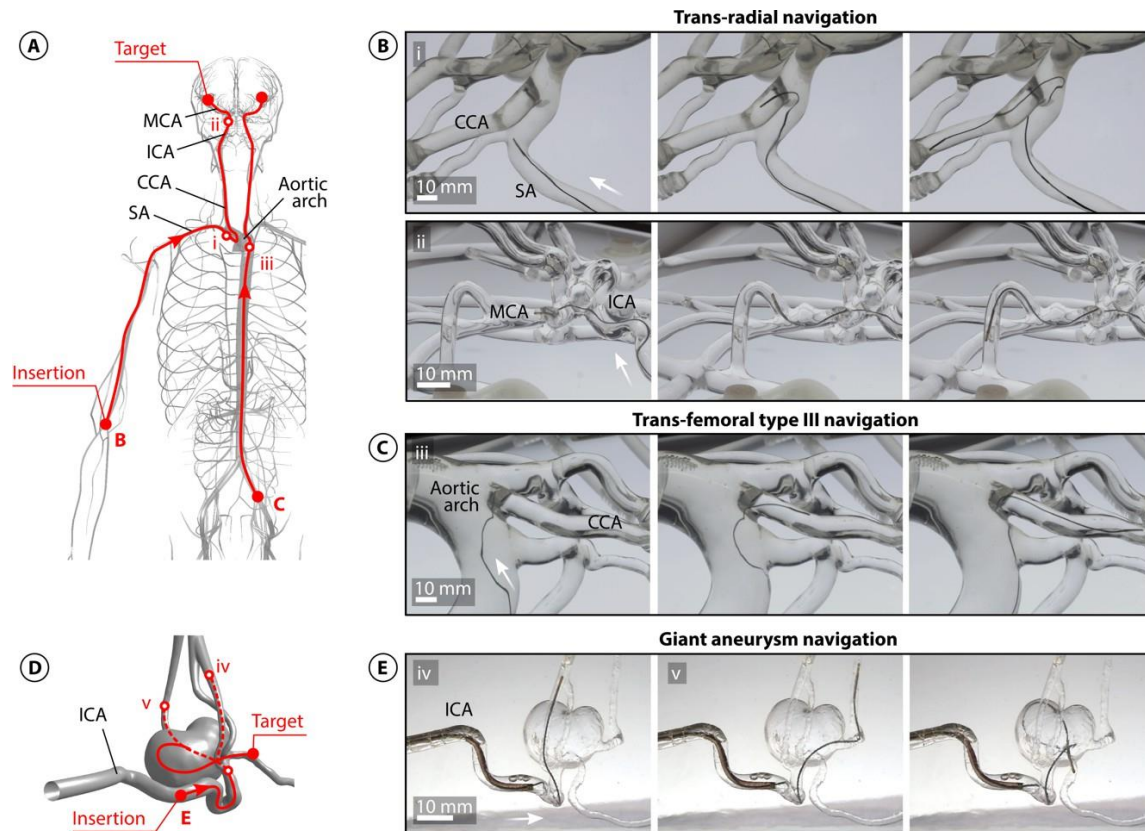 A
Target
MCA
ii
ICA
CCA
SA
Aortic
arch
i
iii
Insertion
B
C
Trans-radial navigation
B
i
CCA
SA
10 mm
ii
MCA
ICA
10 mm
Trans-femoral type III navigation
C
iii
Aortic
arch
CCA
10 mm
D
iv
v
ICA
Target
E
Insertion
Giant aneurysm navigation
E
iv
v
ICA
10 mm